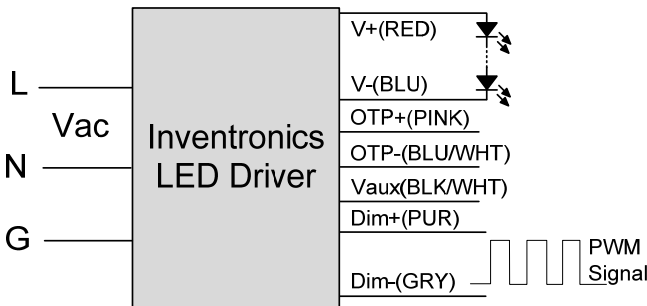 L
Vac
N
G
Inventronics
LED Driver
V+(RED)
V-(BLU)
OTP+(PINK)
OTP-(BLU/WHT)
Vaux(BLK/WHT)
Dim+(PUR)
Dim-(GRY)
PWM
Signal